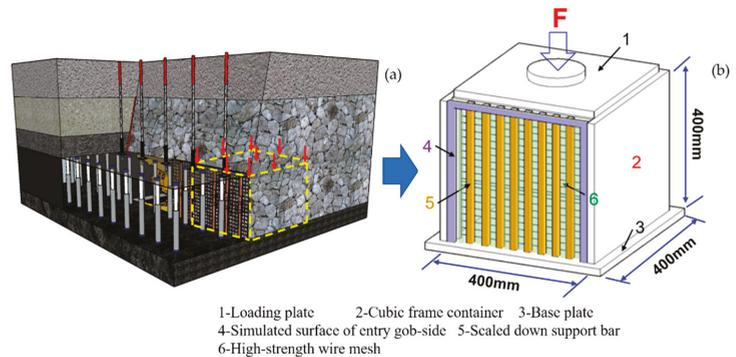 F
1
(a)
(b)
400mm
4
2
5
6
3
400mm
400mm
1-Loading plate 2-Cubic frame container 3-Base plate
4-Simulated surface of entry gob-side 5-Scaled down support bar
6-High-strength wire mesh